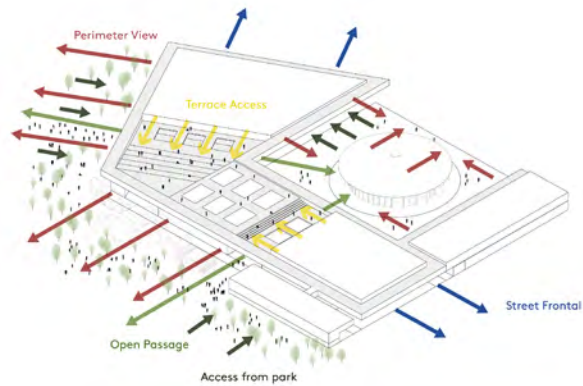 Perimeter View
Terrace Access
Street Frontal
Open Passage
Access from park